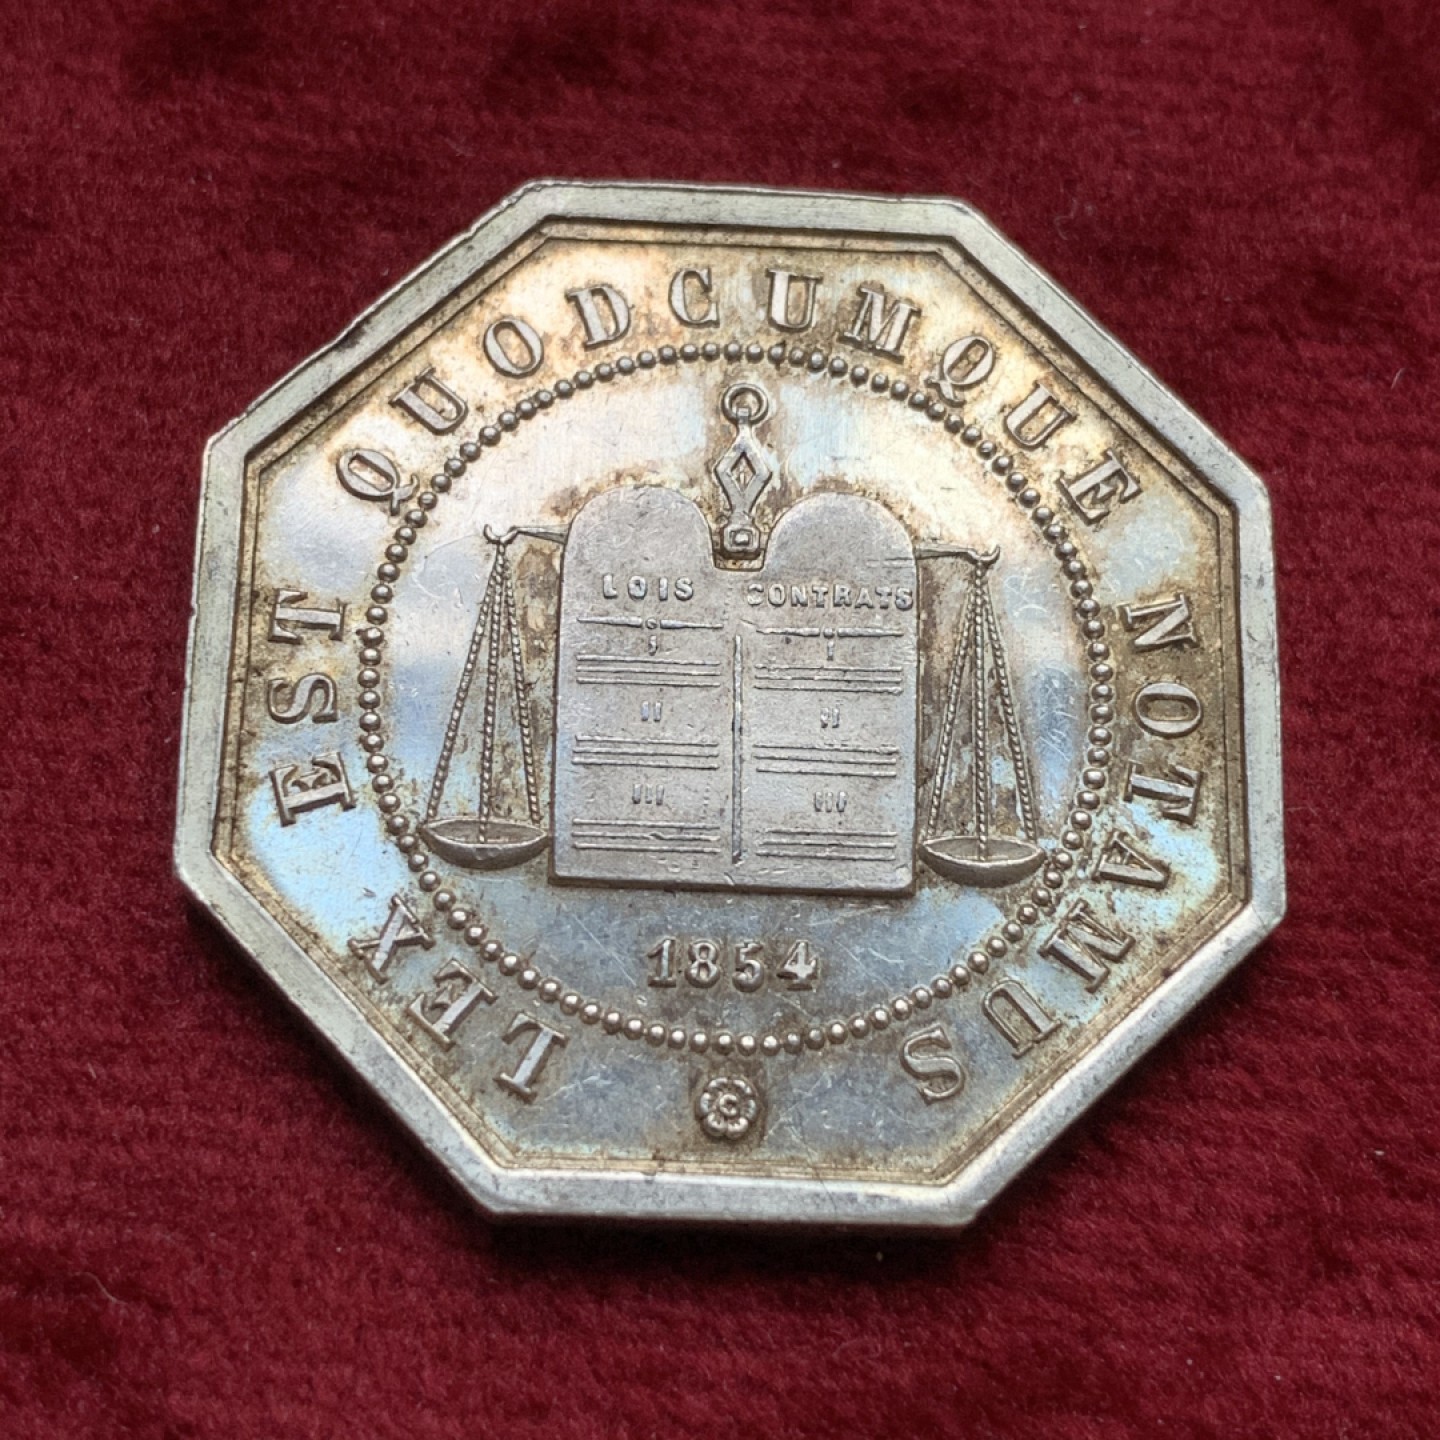 LEX EST QUODCUMQUE NOTAMUS
LOIS CONTRATS
I I
II II
III III
1854